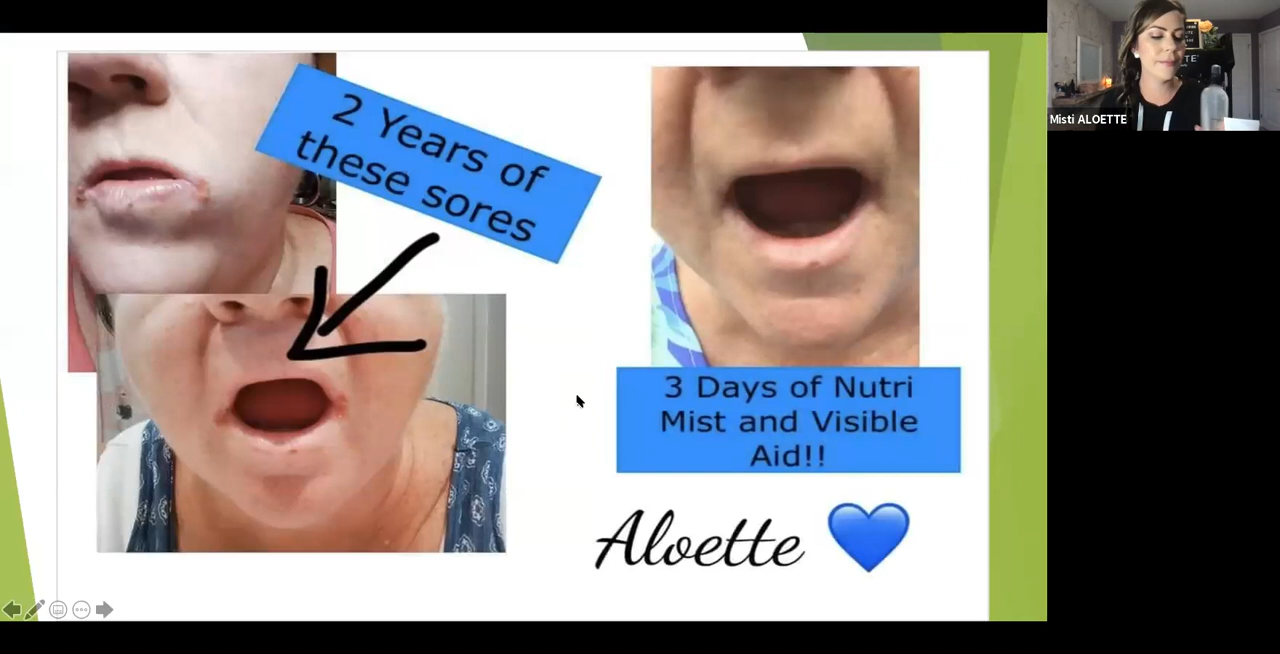 2 Years of
these sores
3 Days of Nutri
Mist and Visible
Aid!!
Aloette
Misti ALOETTE